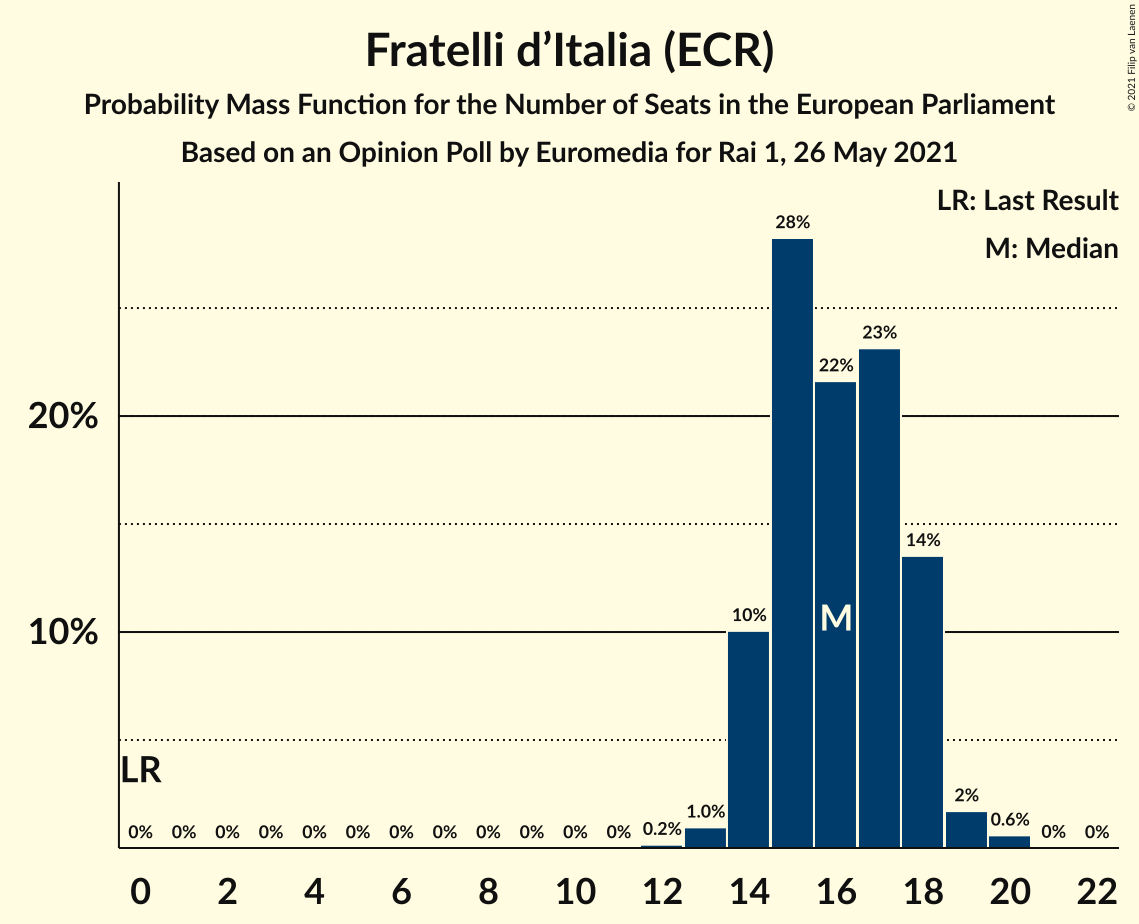 Fratelli d’Italia (ECR)
Probability Mass Function for the Number of Seats in the European Parliament
Based on an Opinion Poll by Euromedia for Rai 1, 26 May 2021
© 2021 Filip van Laenen
LR: Last Result
M: Median
28%
23%
22%
20%
14%
10%
10%
M
LR
0% 0% 0% 0% 0% 0% 0% 0% 0% 0% 0% 0% 0.2% 1.0% 2% 0.6% 0% 0%
0 2 4 6 8 10 12 14 16 18 20 22